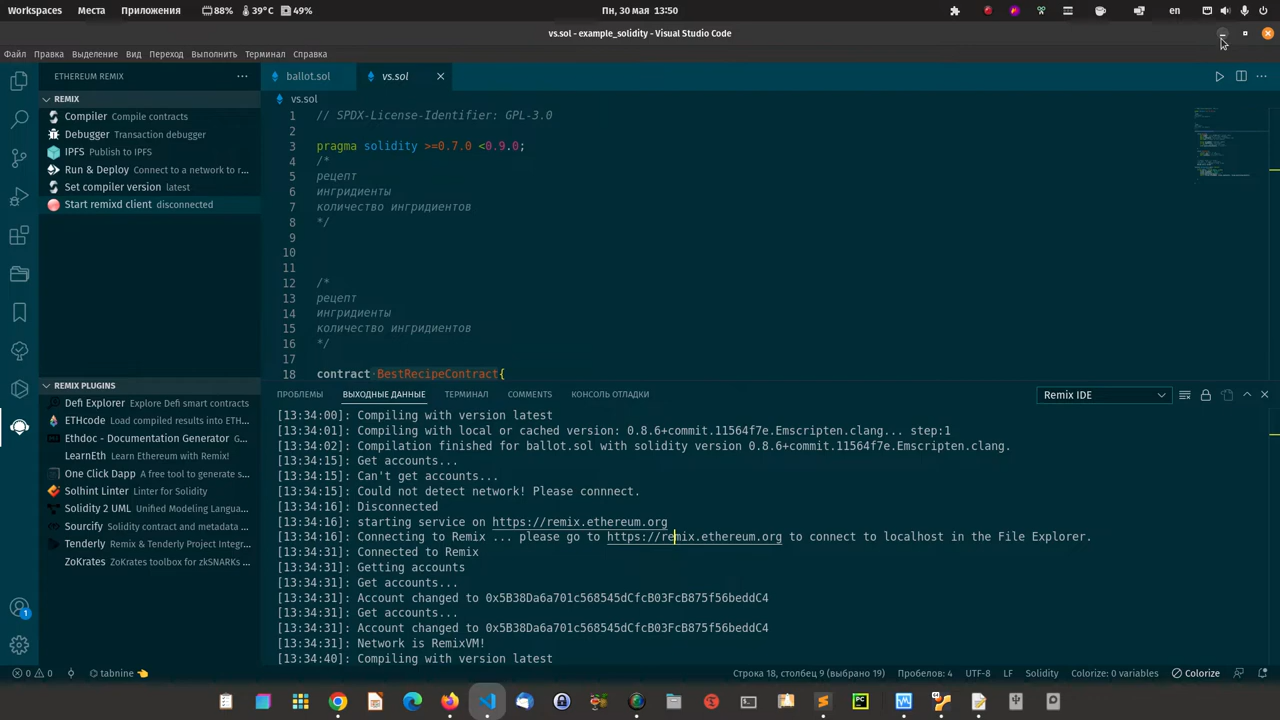 Workspaces Места Приложения 88% 39°C 49% Пн, 30 мая 13:50 en
vs.sol - example_solidity - Visual Studio Code
Файл Правка Выделение Вид Переход Выполнить Терминал Справка
ETHEREUM REMIX ...
REMIX
Compiler Compile contracts
Debugger Transaction debugger
IPFS Publish to IPFS
Run & Deploy Connect to a network to r...
Set compiler version latest
Start remixd client disconnected
REMIX PLUGINS
Defi Explorer Explore Defi smart contracts
ETHcode Load compiled results into ETH...
Ethdoc - Documentation Generator G...
LearnEth Learn Ethereum with Remix!
One Click Dapp A free tool to generate s...
Solhint Linter Linter for Solidity
Solidity 2 UML Unified Modeling Langua...
Sourcify Solidity contract and metadata ...
Tenderly Remix & Tenderly Project Integr...
ZoKrates ZoKrates toolbox for zkSNARKs ...
1
ballot.sol vs.sol
vs.sol
1 // SPDX-License-Identifier: GPL-3.0
2
3 pragma solidity >=0.7.0 <0.9.0;
4 /*
5 рецепт
6 ингридиенты
7 количество ингридиентов
8 */
9
10
11
12 /*
13 рецепт
14 ингридиенты
15 количество ингридиентов
16 */
17
18 contract BestRecipeContract{
ПРОБЛЕМЫ ВЫХОДНЫЕ ДАННЫЕ ТЕРМИНАЛ COMMENTS КОНСОЛЬ ОТЛАДКИ Remix IDE
[13:34:00]: Compiling with version latest
[13:34:01]: Compiling with local or cached version: 0.8.6+commit.11564f7e.Emscripten.clang... step:1
[13:34:02]: Compilation finished for ballot.sol with solidity version 0.8.6+commit.11564f7e.Emscripten.clang.
[13:34:15]: Get accounts...
[13:34:15]: Can't get accounts...
[13:34:15]: Could not detect network! Please connnect.
[13:34:16]: Disconnected
[13:34:16]: starting service on https://remix.ethereum.org
[13:34:16]: Connecting to Remix ... please go to https://remix.ethereum.org to connect to localhost in the File Explorer.
[13:34:31]: Connected to Remix
[13:34:31]: Getting accounts
[13:34:31]: Get accounts...
[13:34:31]: Account changed to 0x5B38Da6a701c568545dCfcB03FcB875f56beddC4
[13:34:31]: Get accounts...
[13:34:31]: Account changed to 0x5B38Da6a701c568545dCfcB03FcB875f56beddC4
[13:34:31]: Network is RemixVM!
[13:34:40]: Compiling with version latest
0 0 tabnine Строка 18, столбец 9 (выбрано 19) Пробелов: 4 UTF-8 LF Solidity Colorize: 0 variables Colorize